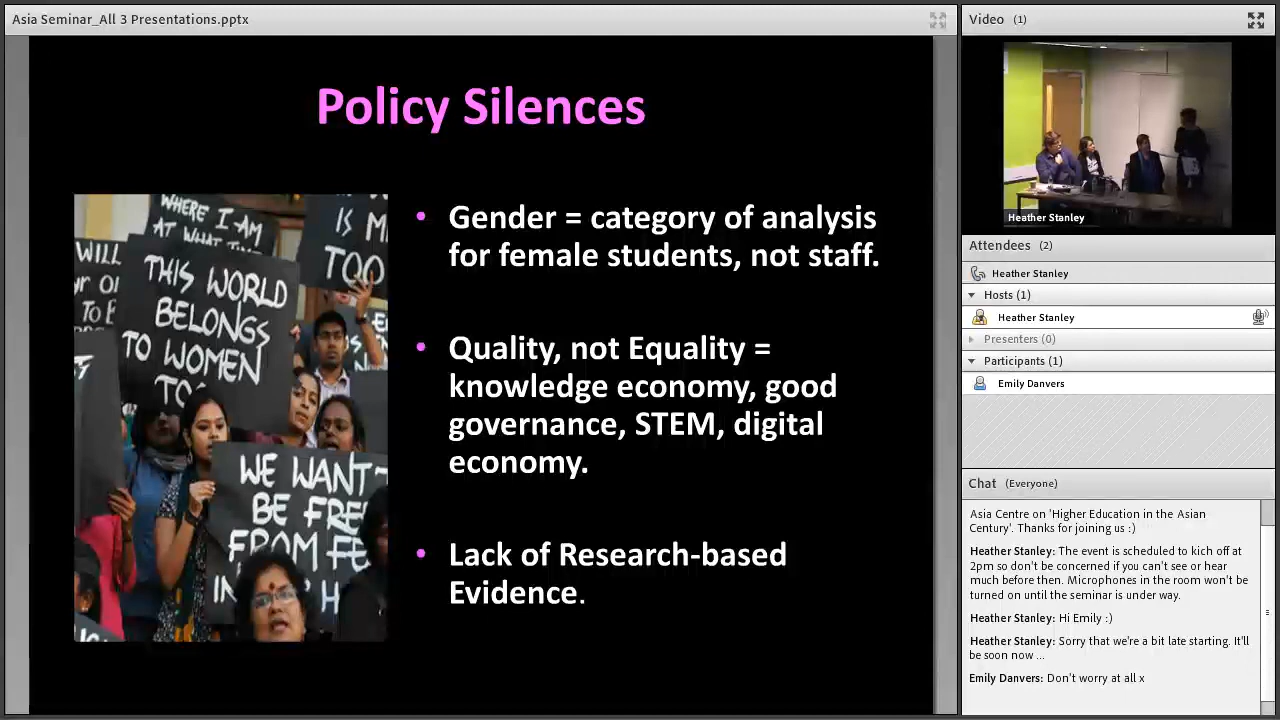 Asia Seminar_All 3 Presentations.pptx
Policy Silences
WHERE I AM
AT WHAT
IS
TOO
WILL
THIS WORLD
BELONGS
TO WOMEN
WE WANT
BE
FROM
IN
• Gender = category of analysis
for female students, not staff.
• Quality, not Equality =
knowledge economy, good
governance, STEM, digital
economy.
• Lack of Research-based
Evidence.
Video (1)
Heather Stanley
Attendees (2)
Heather Stanley
Hosts (1)
Heather Stanley
Presenters (0)
Participants (1)
Emily Danvers
Chat (Everyone)
Asia Centre on 'Higher Education in the Asian
Century'. Thanks for joining us :)
Heather Stanley: The event is scheduled to kick off at
2pm so don't be concerned if you can't see or hear
much before then. Microphones in the room won't be
turned on until the seminar is under way.
Heather Stanley: Hi Emily :)
Heather Stanley: Sorry that we're a bit late starting. It'll
be soon now ...
Emily Danvers: Don't worry at all x